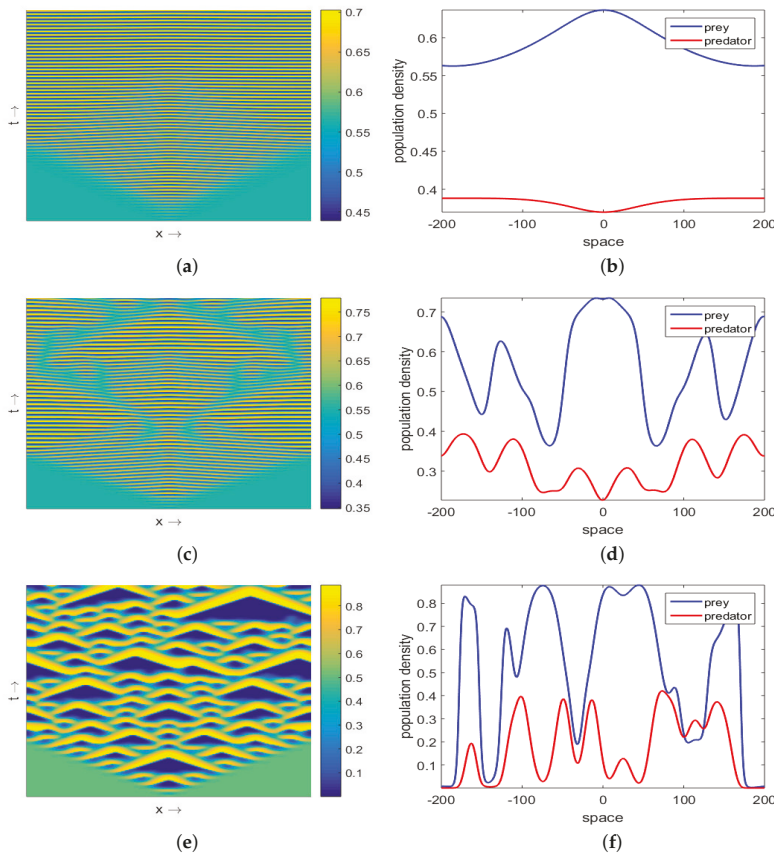 0.7
0.65
0.6
0.55
0.5
0.45
t →
x →
(a)
0.6
0.55
0.5
0.45
0.4
population density
prey
predator
-200 -100 0 100 200
space
(b)
0.75
0.7
0.65
0.6
0.55
0.5
0.45
0.4
0.35
t →
x →
(c)
0.7
0.6
0.5
0.4
0.3
population density
prey
predator
-200 -100 0 100 200
space
(d)
0.8
0.7
0.6
0.5
0.4
0.3
0.2
0.1
t →
x →
(e)
0.8
0.7
0.6
0.5
0.4
0.3
0.2
0.1
population density
prey
predator
-200 -100 0 100 200
space
(f)